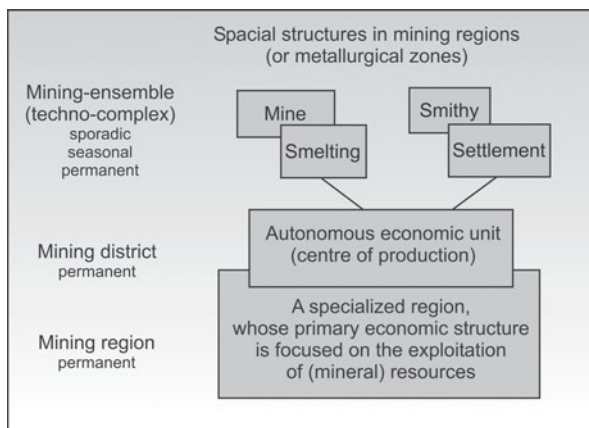 Spacial structures in mining regions
(or metallurgical zones)
Mining-ensemble
(techno-complex)
sporadic
seasonal
permanent
Mine
Smelting
Smithy
Settlement
Mining district
permanent
Autonomous economic unit
(centre of production)
Mining region
permanent
A specialized region,
whose primary economic structure
is focused on the exploitation
of (mineral) resources